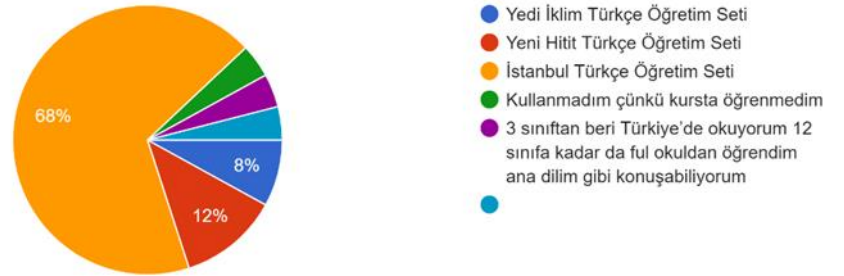 68%
8%
12%
Yedi İklim Türkçe Öğretim Seti
Yeni Hitit Türkçe Öğretim Seti
İstanbul Türkçe Öğretim Seti
Kullanmadım çünkü kursta öğrenmedim
3 sınıftan beri Türkiye'de okuyorum 12
sınıfa kadar da ful okuldan öğrendim
ana dilim gibi konuşabiliyorum